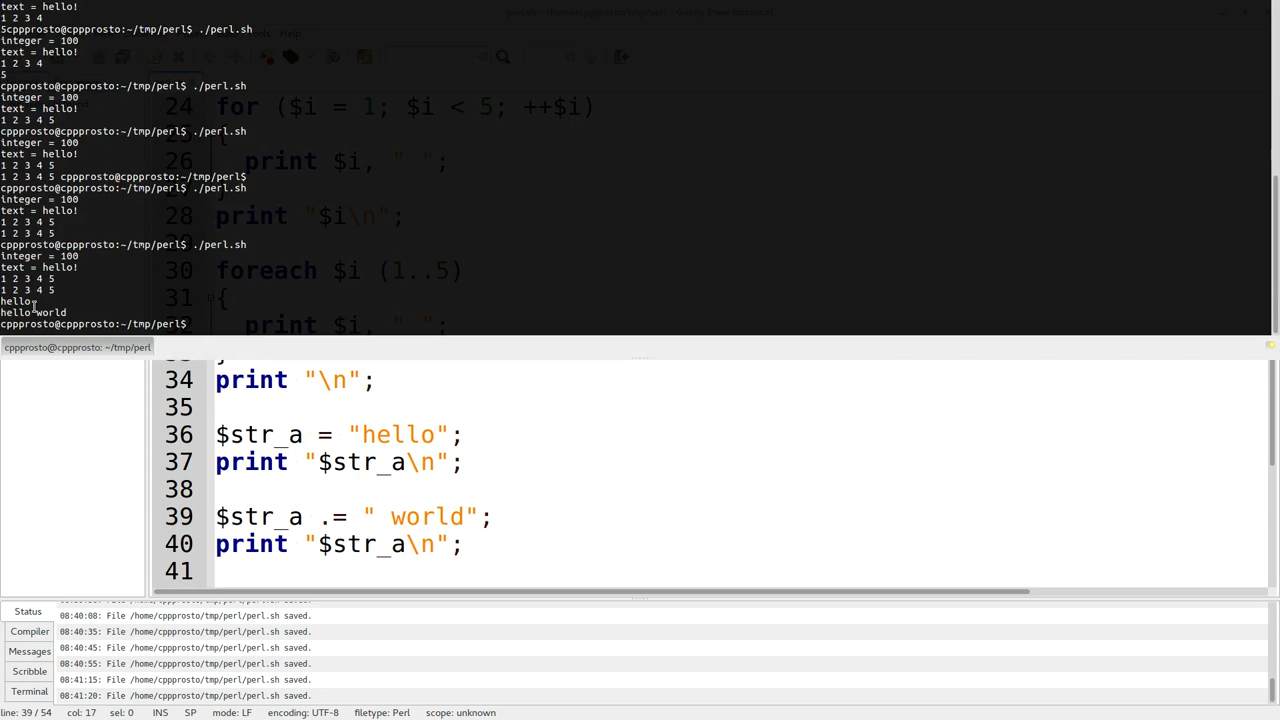 text = hello!
1 2 3 4
5cppprosto@cppprosto:~/tmp/perl$ ./perl.sh
integer = 100
text = hello!
1 2 3 4
5
cppprosto@cppprosto:~/tmp/perl$ ./perl.sh
integer = 100
text = hello!
1 2 3 4 5
cppprosto@cppprosto:~/tmp/perl$ ./perl.sh
integer = 100
text = hello!
1 2 3 4 5
1 2 3 4 5 cppprosto@cppprosto:~/tmp/perl$
cppprosto@cppprosto:~/tmp/perl$ ./perl.sh
integer = 100
text = hello!
1 2 3 4 5
1 2 3 4 5
cppprosto@cppprosto:~/tmp/perl$ ./perl.sh
integer = 100
text = hello!
1 2 3 4 5
1 2 3 4 5
hello
hello world
cppprosto@cppprosto:~/tmp/perl$
24 for ($i = 1; $i < 5; ++$i)
25 {
26 print $i, " ";
28 print "$i\n";
30 foreach $i (1..5)
31 {
32 print $i, " ";
cppprosto@cppprosto: ~/tmp/perl
34 print "\n";
35
36 $str_a = "hello";
37 print "$str_a\n";
38
39 $str_a .= " world";
40 print "$str_a\n";
41
Status
Compiler
Messages
Scribble
Terminal
08:40:08: File /home/cppprosto/tmp/perl/perl.sh saved.
08:40:35: File /home/cppprosto/tmp/perl/perl.sh saved.
08:40:45: File /home/cppprosto/tmp/perl/perl.sh saved.
08:40:55: File /home/cppprosto/tmp/perl/perl.sh saved.
08:41:15: File /home/cppprosto/tmp/perl/perl.sh saved.
08:41:20: File /home/cppprosto/tmp/perl/perl.sh saved.
line: 39 / 54 col: 17 sel: 0 INS SP mode: LF encoding: UTF-8 filetype: Perl scope: unknown